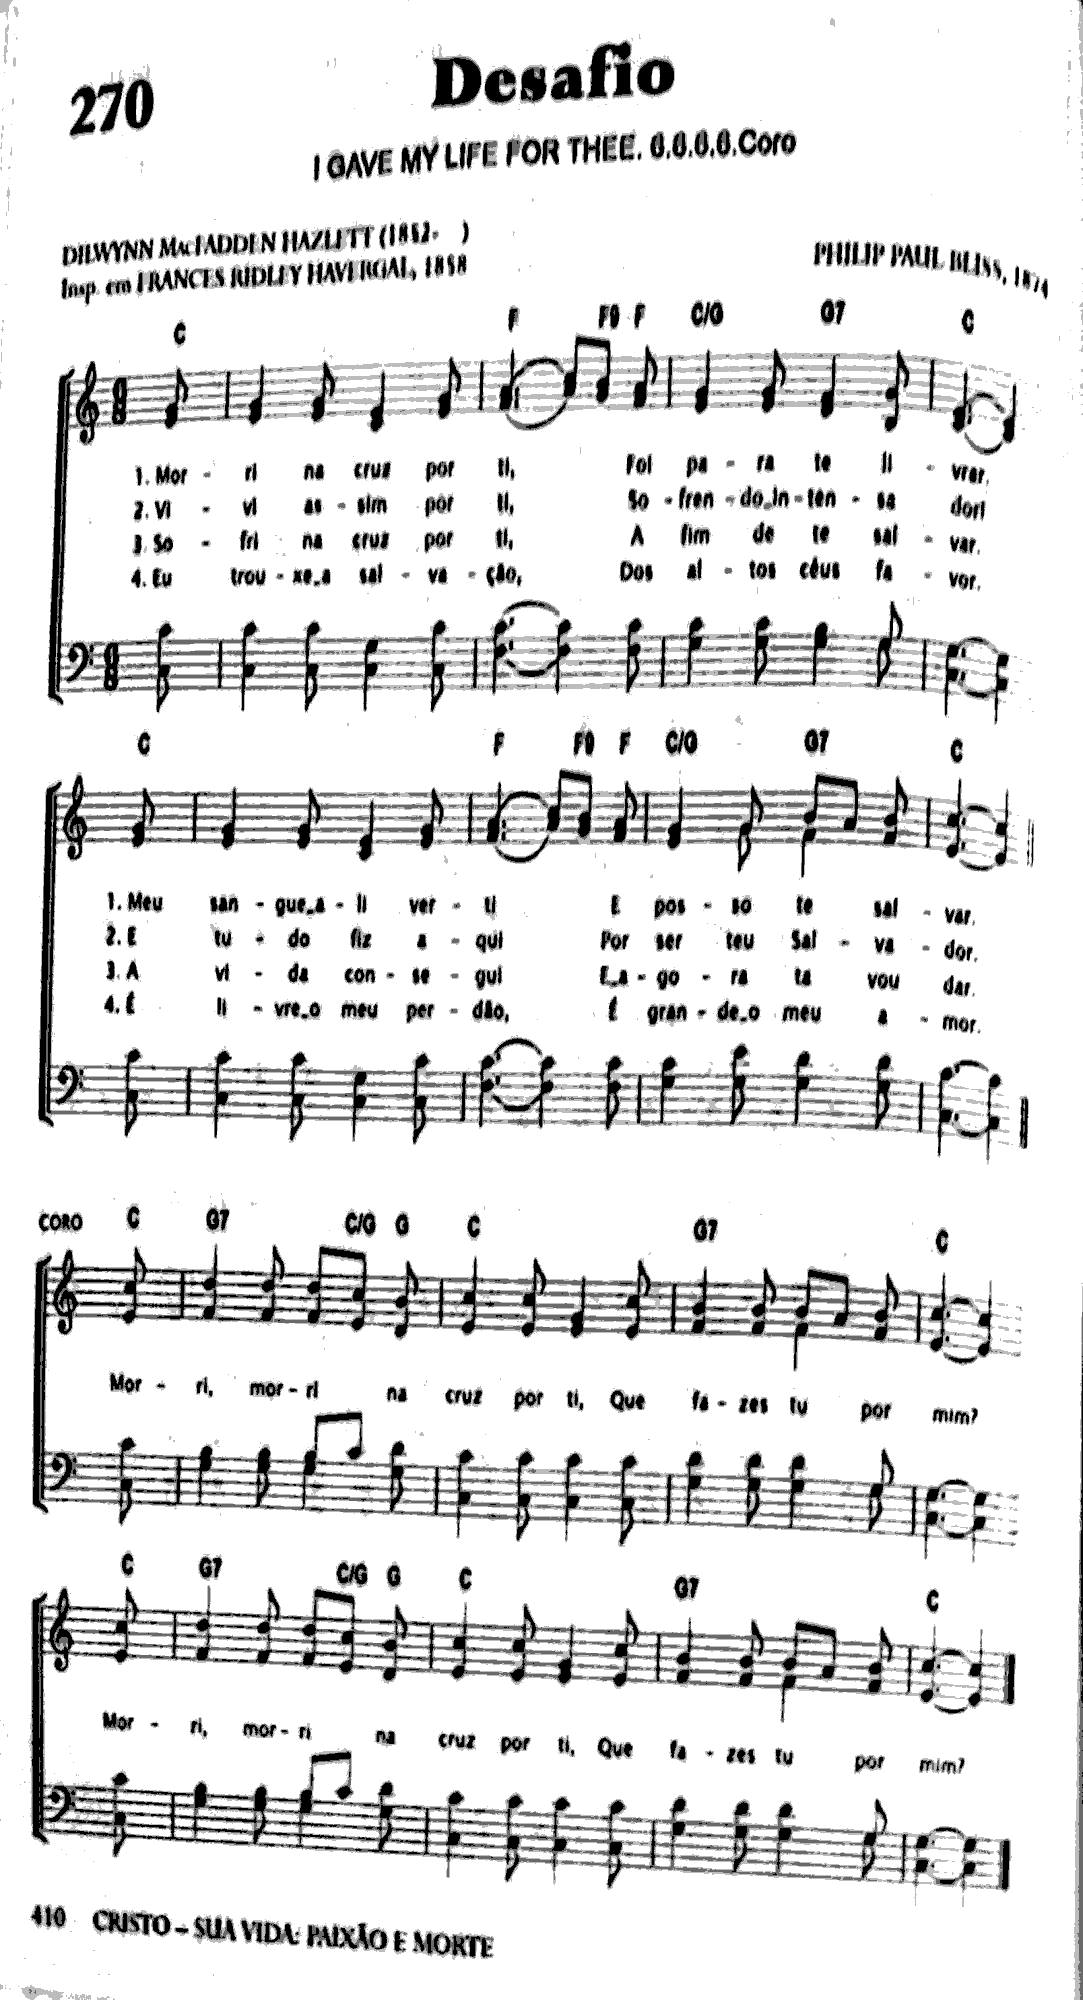 270
Desafio
I GAVE MY LIFE FOR THEE. 6.6.6.6.Coro
DILWYNN MacFADDEN HAZLETT (1852- )
Insp. em FRANCES RIDLEY HAVERGAL, 1858
PHILIP PAUL BLISS, 1874
C F F9 F C/G G7 C
1. Mor - ri na cruz por ti, Foi pa - ra te li - vrar.
2. Vi - vi as - sim por ti, So - fren - do_in - ten - sa dor!
3. So - fri na cruz por ti, A fim de te sal - var.
4. Eu trou - xe_a sal - va - ção, Dos al - tos céus fa - vor.
C F F9 F C/G G7 C
1. Meu san - gue_a - li ver - ti E pos - so te sal - var.
2. E tu - do fiz a - qui Por ser teu Sal - va - dor.
3. A vi - da con - se - gui E_a - go - ra ta vou dar.
4. É li - vre_o meu per - dão, É gran - de_o meu a - mor.
CORO C G7 C/G G C G7 C
Mor - ri, mor - ri na cruz por ti, Que fa - zes tu por mim?
C G7 C/G G C G7 C
Mor - ri, mor - ri na cruz por ti, Que fa - zes tu por mim?
410 CRISTO – SUA VIDA: PAIXÃO E MORTE